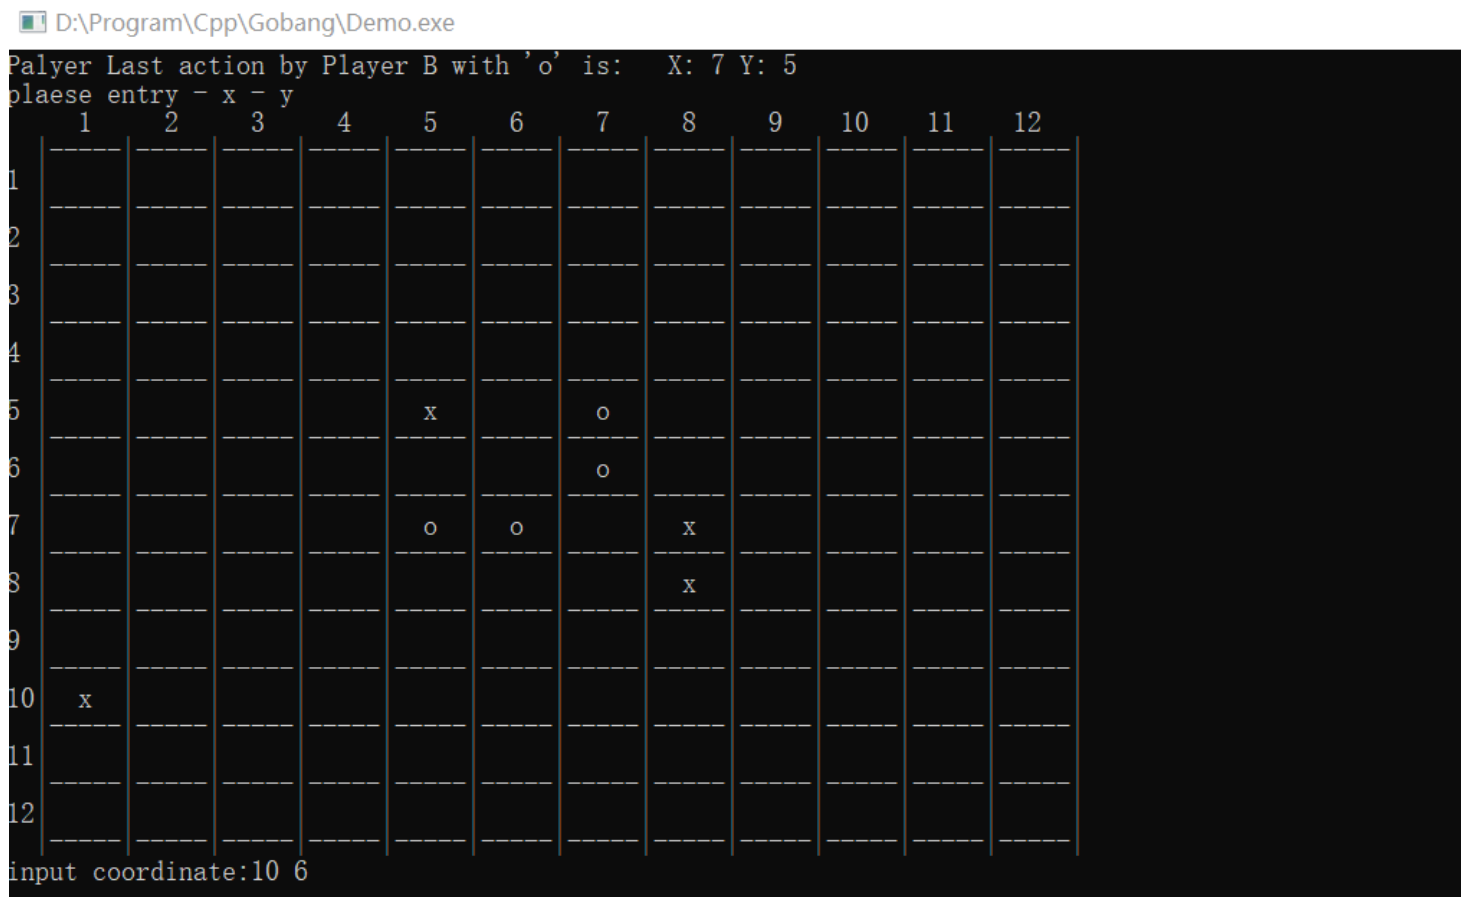 D:\Program\Cpp\Gobang\Demo.exe
Palyer Last action by Player B with 'o' is:   X: 7 Y: 5
plaese entry - x - y
1 2 3 4 5 6 7 8 9 10 11 12
1
2
3
4
5 x o
6 o
7 o o x
8 x
9
10 x
11
12
input coordinate:10 6